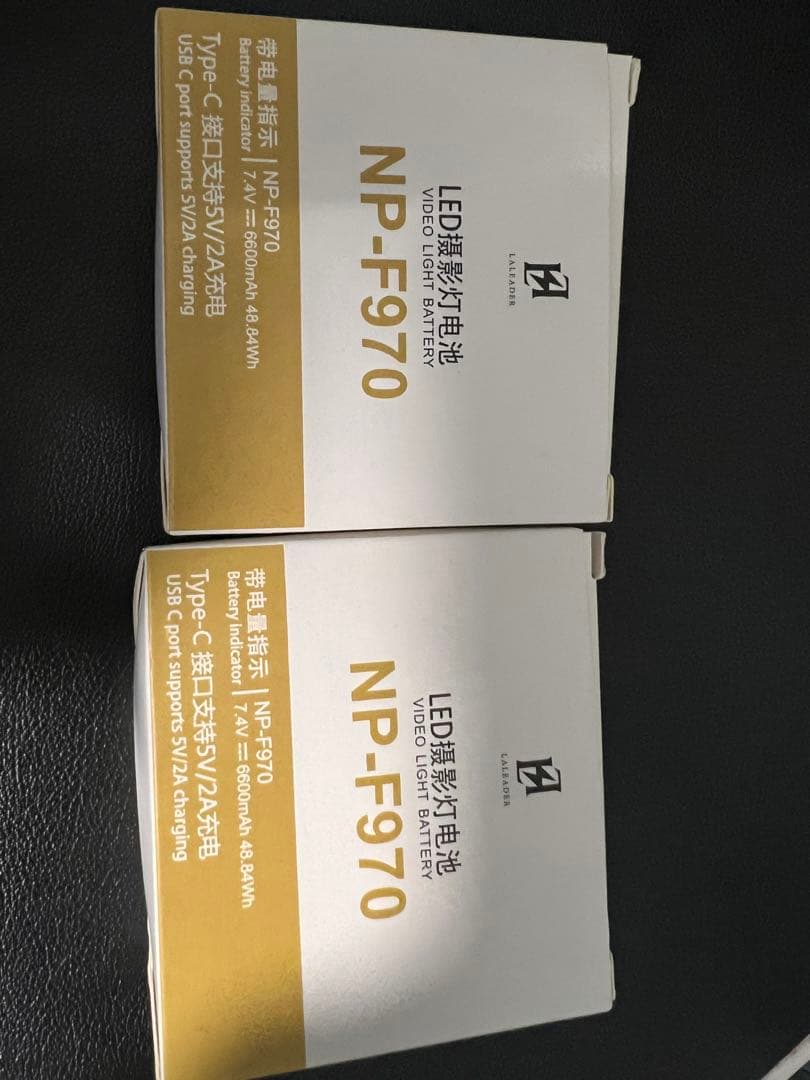 LALEADER
LED摄影灯电池
VIDEO LIGHT BATTERY
NP-F970
带电量指示 | NP-F970
Battery indicator | 7.4V ⎓ 6600mAh 48.84Wh
Type-C 接口支持5V/2A充电
USB C port supports 5V/2A charging
LALEADER
LED摄影灯电池
VIDEO LIGHT BATTERY
NP-F970
带电量指示 | NP-F970
Battery indicator | 7.4V ⎓ 6600mAh 48.84Wh
Type-C 接口支持5V/2A充电
USB C port supports 5V/2A charging